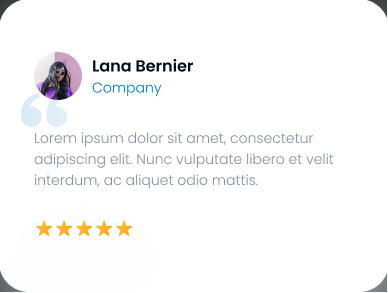 Lana Bernier
Company
Lorem ipsum dolor sit amet, consectetur
adipiscing elit. Nunc vulputate libero et velit
interdum, ac aliquet odio mattis.